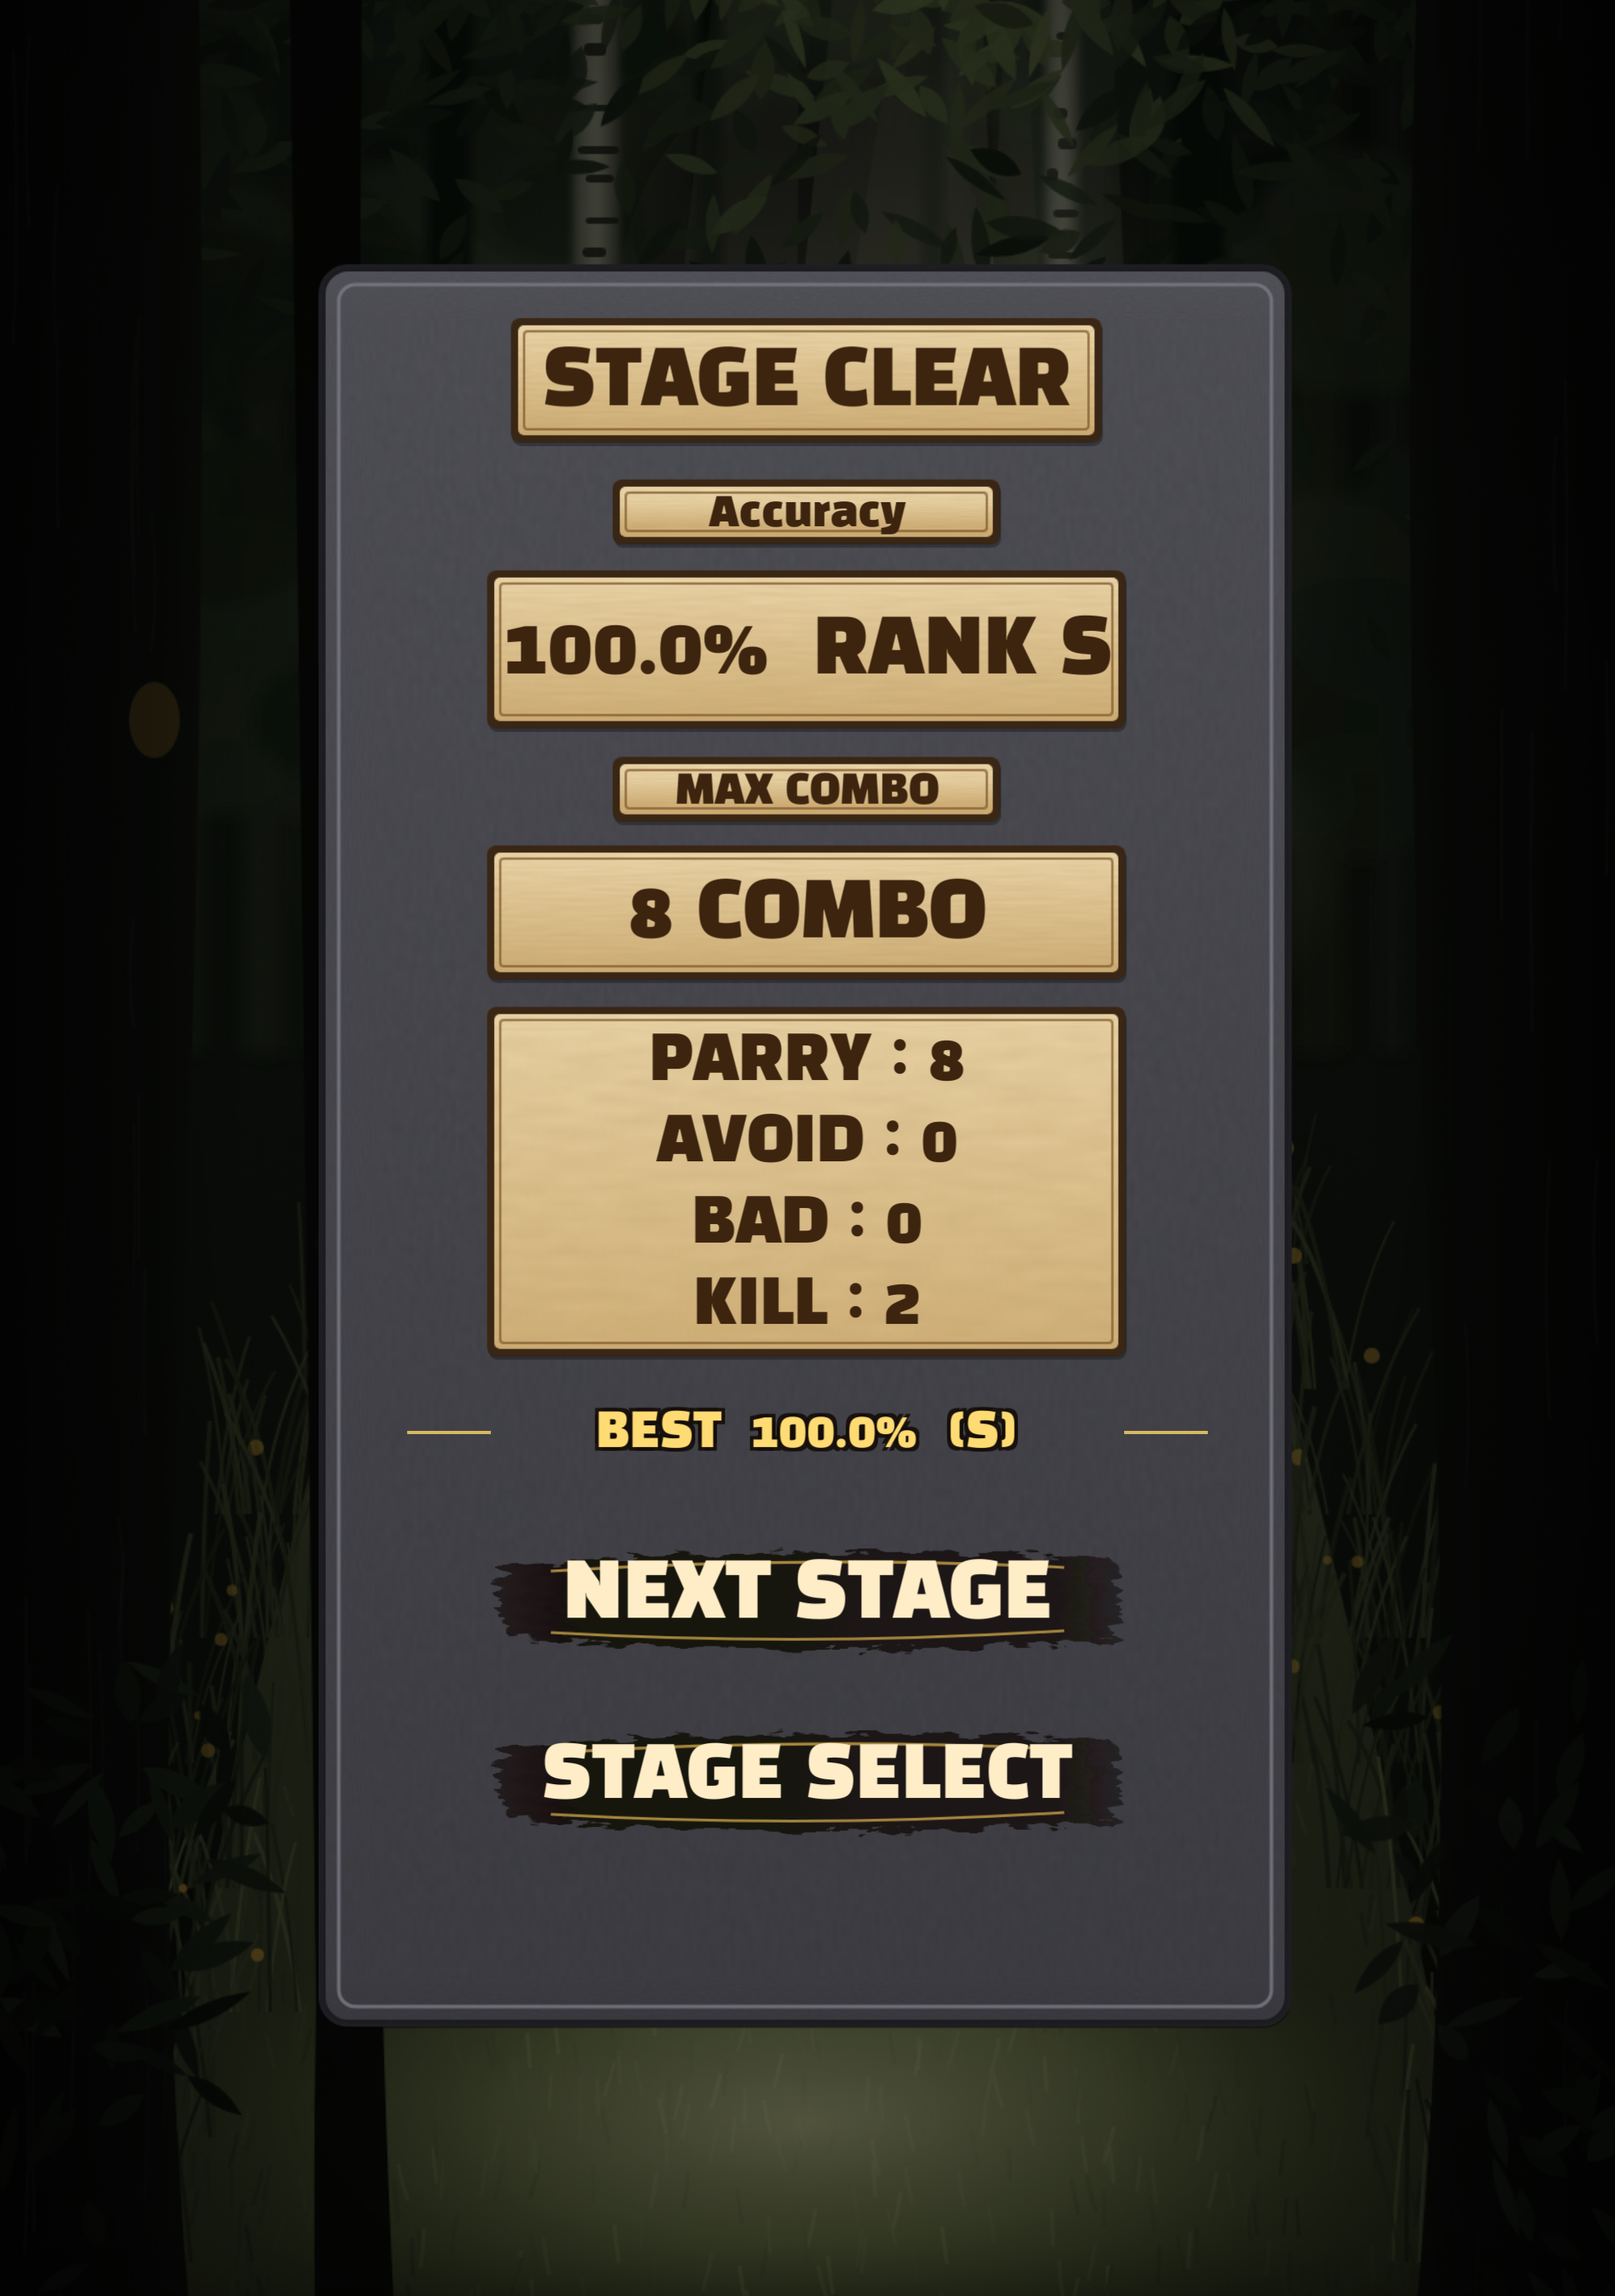 STAGE CLEAR
Accuracy
100.0% RANK S
MAX COMBO
8 COMBO
PARRY : 8
AVOID : 0
BAD : 0
KILL : 2
BEST 100.0% (S)
NEXT STAGE
STAGE SELECT